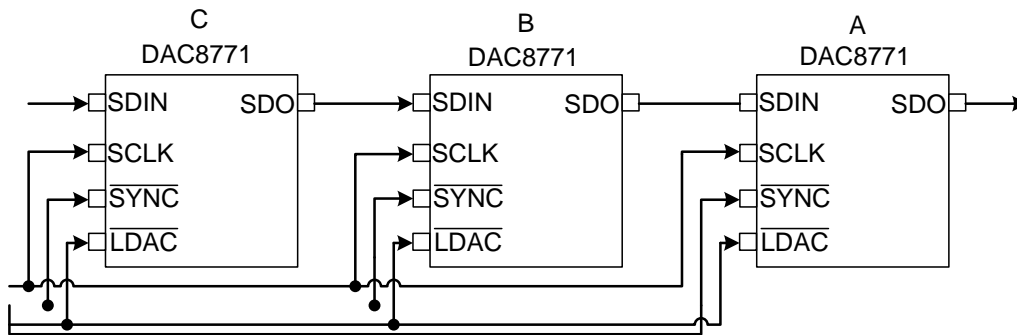 C
DAC8771
SDIN
SDO
SCLK
SYNC
LDAC
B
DAC8771
SDIN
SDO
SCLK
SYNC
LDAC
A
DAC8771
SDIN
SDO
SCLK
SYNC
LDAC